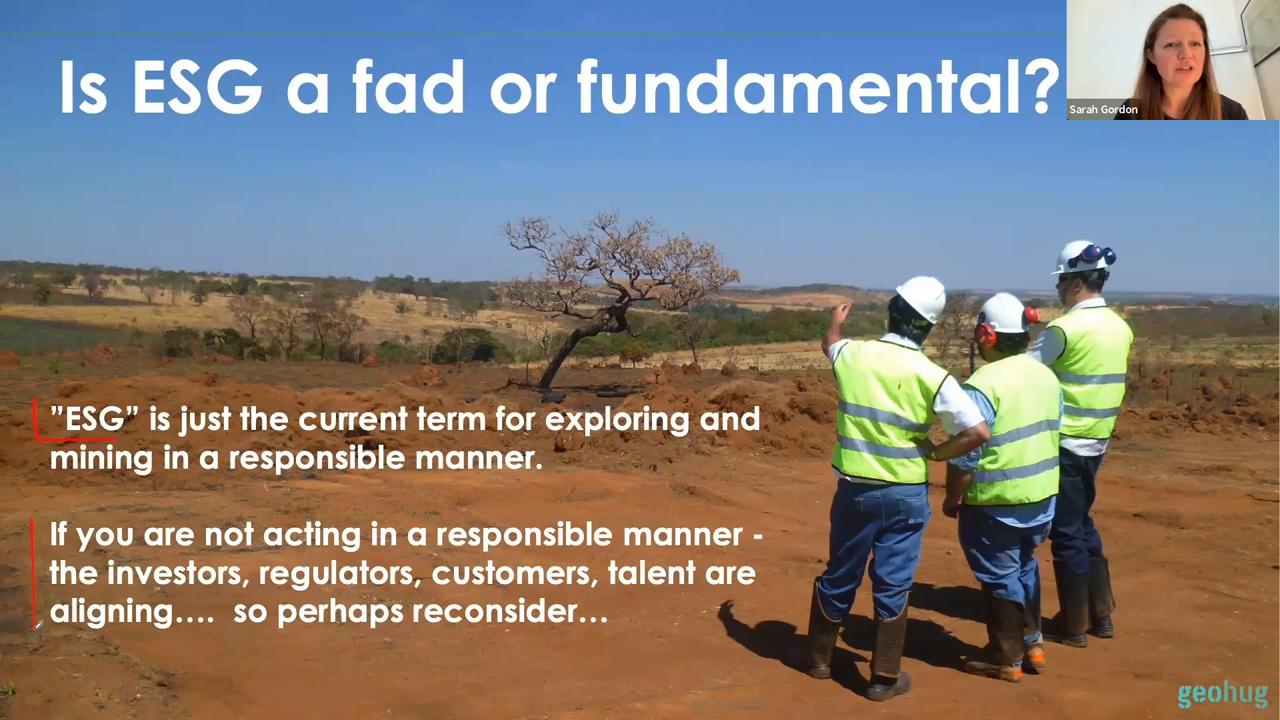 Is ESG a fad or fundamental?
Sarah Gordon
”ESG” is just the current term for exploring and
mining in a responsible manner.
If you are not acting in a responsible manner -
the investors, regulators, customers, talent are
aligning…. so perhaps reconsider…
geohug